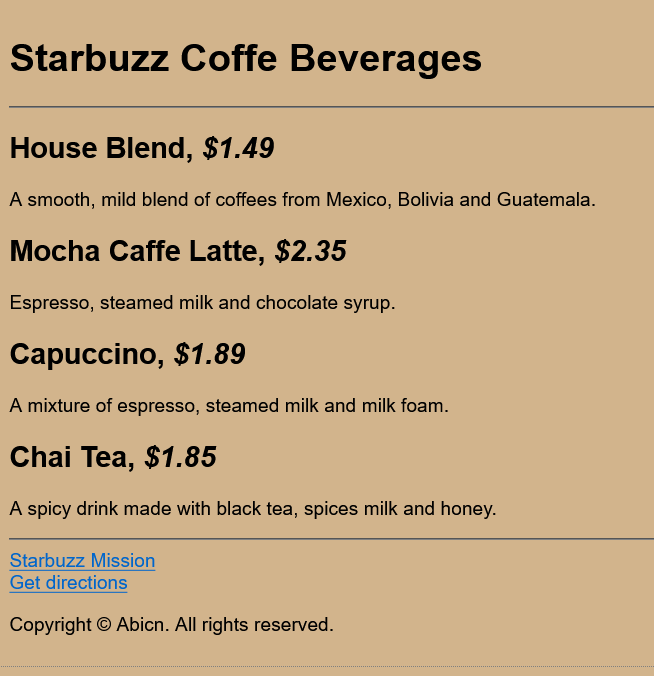 Starbuzz Coffe Beverages
House Blend, $1.49
A smooth, mild blend of coffees from Mexico, Bolivia and Guatemala.
Mocha Caffe Latte, $2.35
Espresso, steamed milk and chocolate syrup.
Capuccino, $1.89
A mixture of espresso, steamed milk and milk foam.
Chai Tea, $1.85
A spicy drink made with black tea, spices milk and honey.
Starbuzz Mission
Get directions
Copyright © Abicn. All rights reserved.